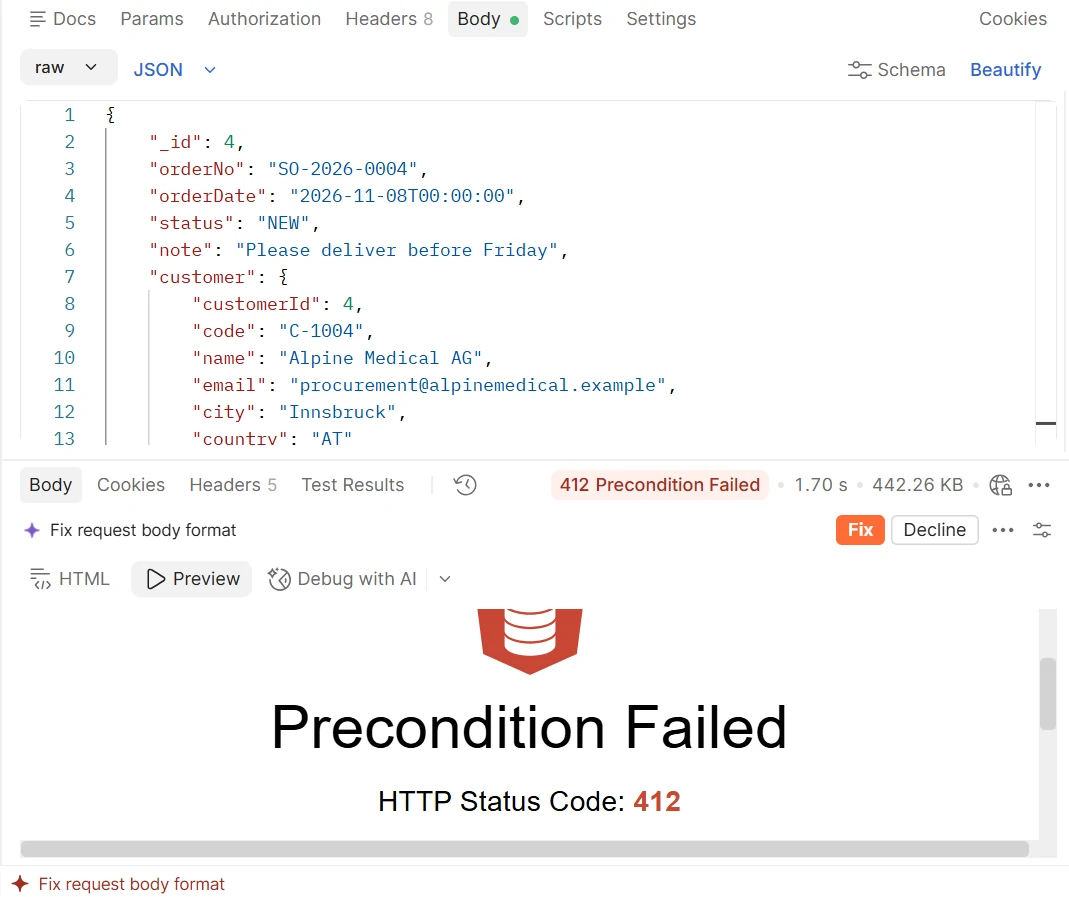 Docs Params Authorization Headers 8 Body Scripts Settings Cookies
raw JSON Schema Beautify
1 {
2 "_id": 4,
3 "orderNo": "SO-2026-0004",
4 "orderDate": "2026-11-08T00:00:00",
5 "status": "NEW",
6 "note": "Please deliver before Friday",
7 "customer": {
8 "customerId": 4,
9 "code": "C-1004",
10 "name": "Alpine Medical AG",
11 "email": "procurement@alpinemedical.example",
12 "city": "Innsbruck",
13 "country": "AT"
Body Cookies Headers 5 Test Results 412 Precondition Failed 1.70 s 442.26 KB
Fix request body format Fix Decline
HTML Preview Debug with AI
Precondition Failed
HTTP Status Code: 412
Fix request body format